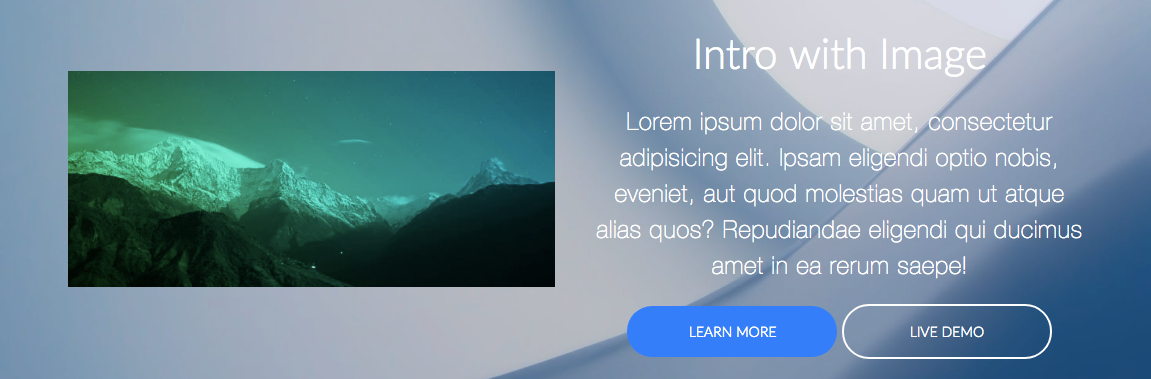 Intro with Image
Lorem ipsum dolor sit amet, consectetur
adipisicing elit. Ipsam eligendi optio nobis,
eveniet, aut quod molestias quam ut atque
alias quos? Repudiandae eligendi qui ducimus
amet in ea rerum saepe!
LEARN MORE
LIVE DEMO